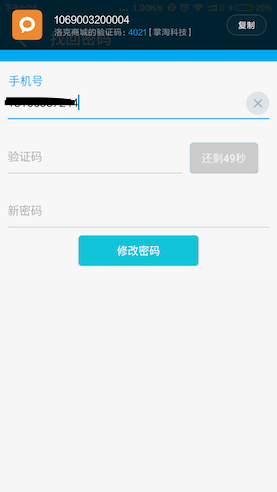 1069003200004
洛克商城的验证码：4021 [掌淘科技]
复制
找回密码
手机号
验证码
还剩49秒
新密码
修改密码